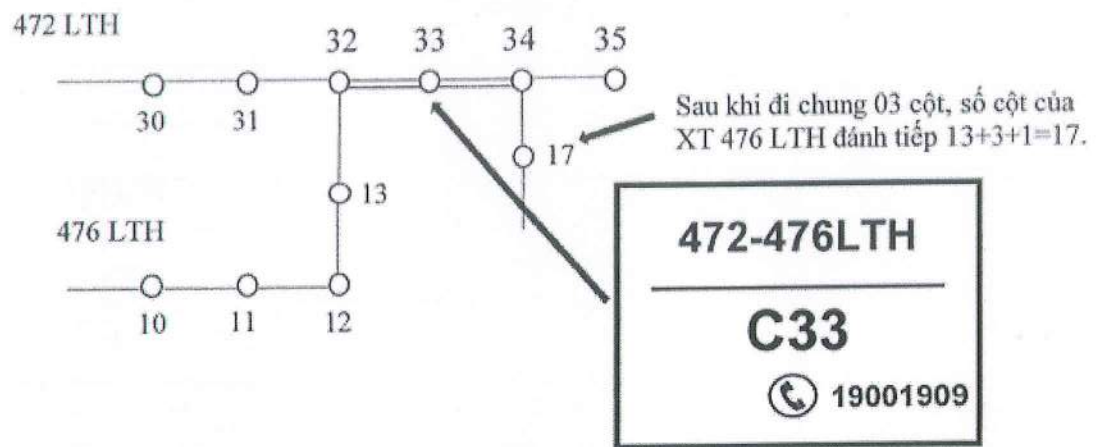 472 LTH
32 33 34 35
30 31
Sau khi đi chung 03 cột, số cột của
XT 476 LTH đánh tiếp 13+3+1=17.
17
13
476 LTH
10 11 12
472-476LTH
C33
19001909